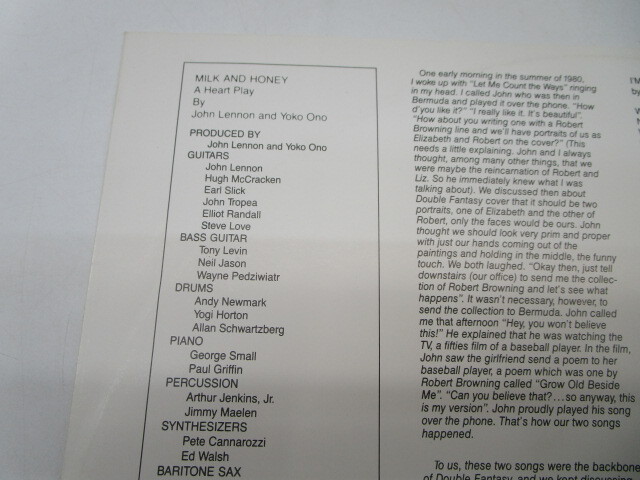 MILK AND HONEY
A Heart Play
By
John Lennon and Yoko Ono
PRODUCED BY
John Lennon and Yoko Ono
GUITARS
John Lennon
Hugh McCracken
Earl Slick
John Tropea
Elliot Randall
Steve Love
BASS GUITAR
Tony Levin
Neil Jason
Wayne Pedziwiatr
DRUMS
Andy Newmark
Yogi Horton
Allan Schwartzberg
PIANO
George Small
Paul Griffin
PERCUSSION
Arthur Jenkins, Jr.
Jimmy Maelen
SYNTHESIZERS
Pete Cannarozzi
Ed Walsh
BARITONE SAX
One early morning in the summer of 1980,
I woke up with "Let Me Count the Ways" ringing
in my head. I called John who was then in
Bermuda and played it over the phone. "How
d'you like it?" "I really like it. It's beautiful".
"How about you writing one with a Robert
Browning line and we'll have portraits of us as
Elizabeth and Robert on the cover?" (This
needs a little explaining. John and I always
thought, among many other things, that we
were maybe the reincarnation of Robert and
Liz. So he immediately knew what I was
talking about). We discussed then about
Double Fantasy cover that it should be two
portraits, one of Elizabeth and the other of
Robert, only the faces would be ours. John
thought we should look very prim and proper
with just our hands coming out of the
paintings and holding in the middle, the funny
touch. We both laughed. "Okay then, just tell
downstairs (our office) to send me the collec-
tion of Robert Browning and let's see what
happens". It wasn't necessary, however, to
send the collection to Bermuda. John called
me that afternoon "Hey, you won't believe
this!" He explained that he was watching the
TV, a fifties film of a baseball player. In the film,
John saw the girlfriend send a poem to her
baseball player, a poem which was one by
Robert Browning called "Grow Old Beside
Me". "Can you believe that?...so anyway, this
is my version". John proudly played his song
over the phone. That's how our two songs
happened.
To us, these two songs were the backbone
of Double Fantasy, and we kept discussing
I'M
by
W